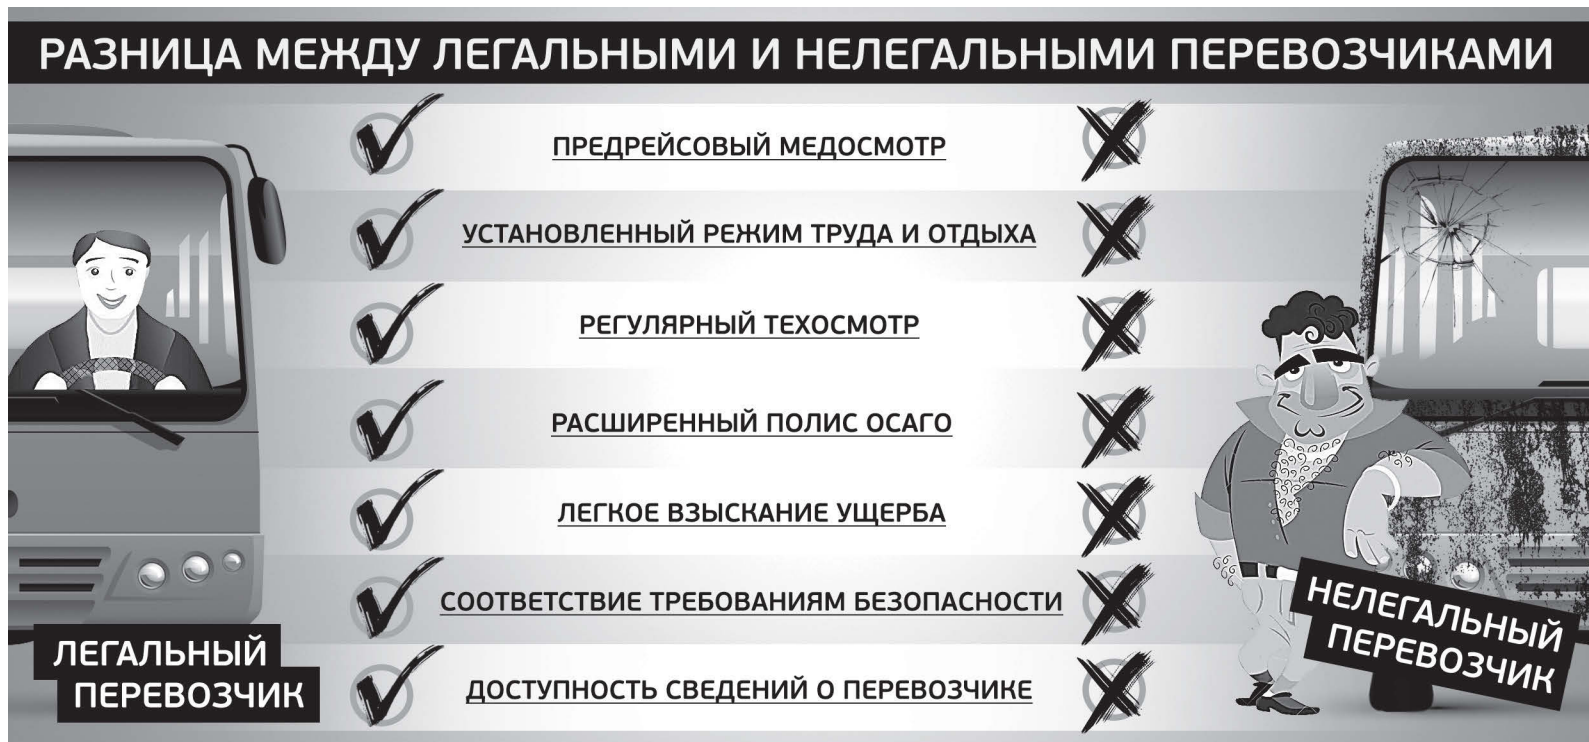 РАЗНИЦА МЕЖДУ ЛЕГАЛЬНЫМИ И НЕЛЕГАЛЬНЫМИ ПЕРЕВОЗЧИКАМИ
ПРЕДРЕЙСОВЫЙ МЕДОСМОТР
УСТАНОВЛЕННЫЙ РЕЖИМ ТРУДА И ОТДЫХА
РЕГУЛЯРНЫЙ ТЕХОСМОТР
РАСШИРЕННЫЙ ПОЛИС ОСАГО
ЛЕГКОЕ ВЗЫСКАНИЕ УЩЕРБА
СООТВЕТСТВИЕ ТРЕБОВАНИЯМ БЕЗОПАСНОСТИ
ДОСТУПНОСТЬ СВЕДЕНИЙ О ПЕРЕВОЗЧИКЕ
ЛЕГАЛЬНЫЙ
ПЕРЕВОЗЧИК
НЕЛЕГАЛЬНЫЙ
ПЕРЕВОЗЧИК